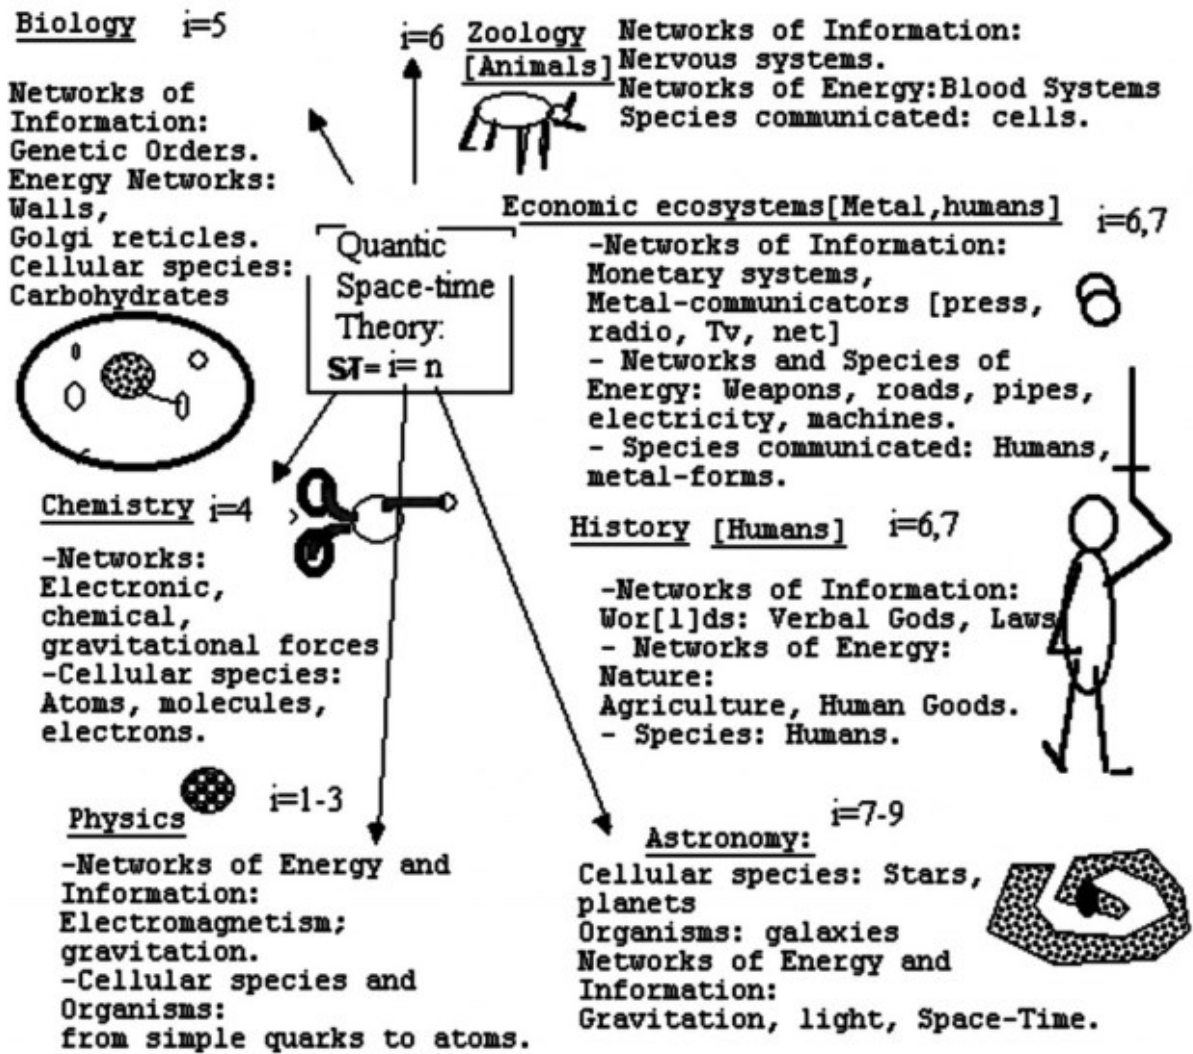 Biology i=5
Networks of
Information:
Genetic Orders.
Energy Networks:
Walls,
Golgi reticles.
Cellular species:
Carbohydrates
i=6 Zoology
[Animals]
Networks of Information:
Nervous systems.
Networks of Energy:Blood Systems
Species communicated: cells.
Quantic
Space-time
Theory:
ST= i= n
Economic ecosystems[Metal,humans] i=6,7
-Networks of Information:
Monetary systems,
Metal-communicators [press,
radio, Tv, net]
- Networks and Species of
Energy: Weapons, roads, pipes,
electricity, machines.
- Species communicated: Humans,
metal-forms.
Chemistry i=4
-Networks:
Electronic,
chemical,
gravitational forces
-Cellular species:
Atoms, molecules,
electrons.
History [Humans] i=6,7
-Networks of Information:
Wor[l]ds: Verbal Gods, Laws
- Networks of Energy:
Nature:
Agriculture, Human Goods.
- Species: Humans.
Physics i=1-3
-Networks of Energy and
Information:
Electromagnetism;
gravitation.
-Cellular species and
Organisms:
from simple quarks to atoms.
Astronomy: i=7-9
Cellular species: Stars,
planets
Organisms: galaxies
Networks of Energy and
Information:
Gravitation, light, Space-Time.